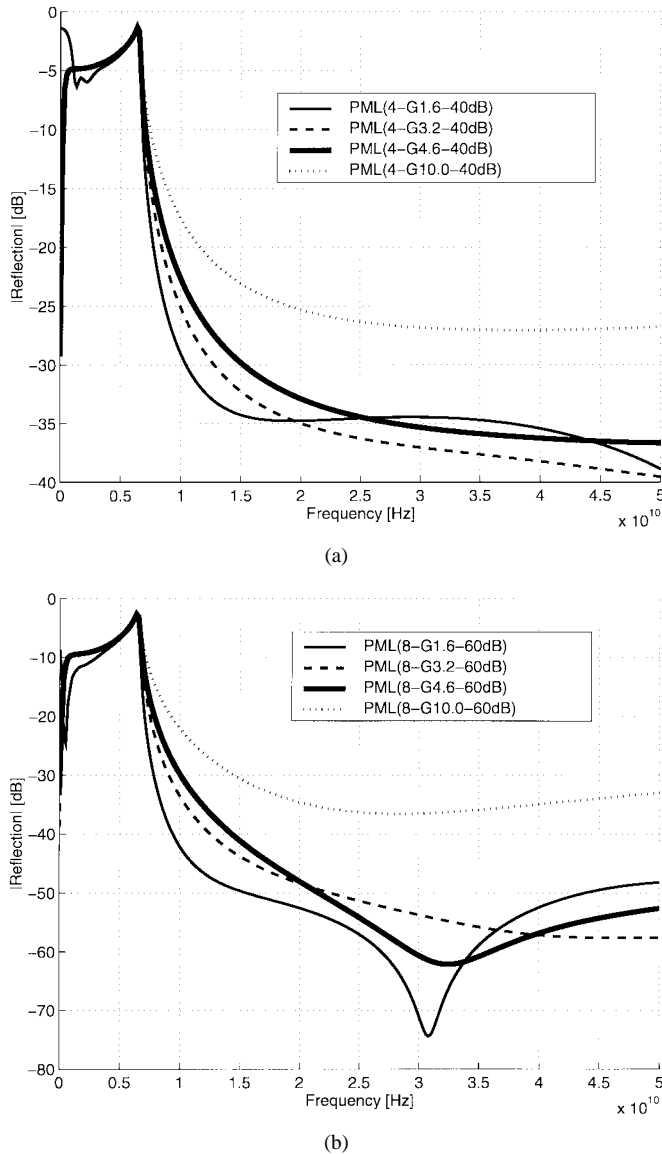 0
−5
−10
−15
−20
−25
−30
−35
−40
|Reflection| [dB]
PML(4−G1.6−40dB)
PML(4−G3.2−40dB)
PML(4−G4.6−40dB)
PML(4−G10.0−40dB)
0 0.5 1 1.5 2 2.5 3 3.5 4 4.5 5
Frequency [Hz]
x 10^10
(a)
0
−10
−20
−30
−40
−50
−60
−70
−80
|Reflection| [dB]
PML(8−G1.6−60dB)
PML(8−G3.2−60dB)
PML(8−G4.6−60dB)
PML(8−G10.0−60dB)
0 0.5 1 1.5 2 2.5 3 3.5 4 4.5 5
Frequency [Hz]
x 10^10
(b)